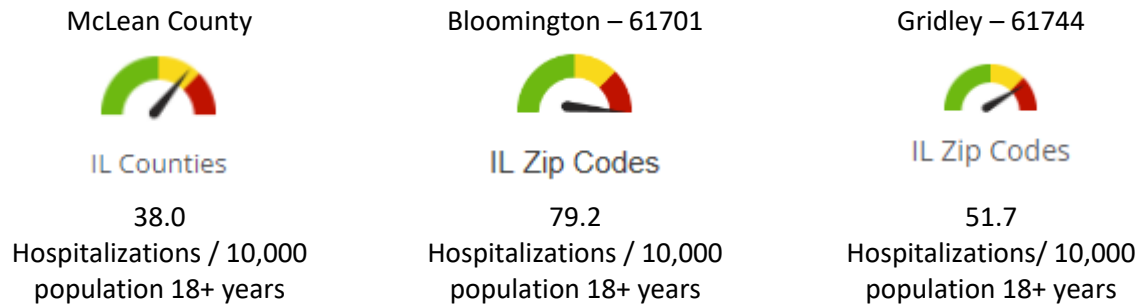 McLean County
IL Counties
38.0
Hospitalizations / 10,000
population 18+ years
Bloomington – 61701
IL Zip Codes
79.2
Hospitalizations / 10,000
population 18+ years
Gridley – 61744
IL Zip Codes
51.7
Hospitalizations/ 10,000
population 18+ years